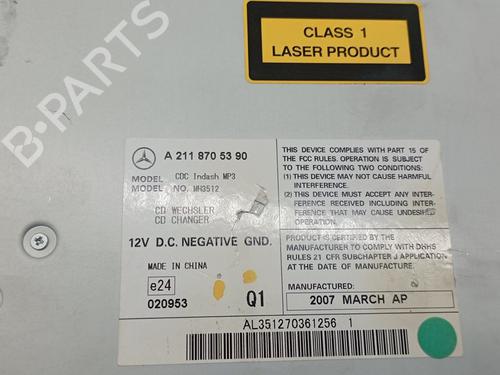 CLASS 1
LASER PRODUCT
B-PARTS
A 211 870 53 90
MODEL CDC Indash MP3
MODEL NO. MH3512
CD WECHSLER
CD CHANGER
12V D.C. NEGATIVE GND.
MADE IN CHINA
e24
020953
Q1
THIS DEVICE COMPLIES WITH PART 15 OF
THE FCC RULES. OPERATION IS SUBJECT
TO THE FOLLOWING TWO CONDITIONS:
(1) THIS DEVICE MAY NOT CAUSE HARMFUL
INTERFERENCE.
(2) THIS DEVICE MUST ACCEPT ANY INTER-
FERENCE RECEIVED INCLUDING INTER-
FERENCE THAT MAY CAUSE UNDESIRED
OPERATION.
PRODUCT IS CERTIFIED BY THE
MANUFACTURER TO COMPLY WITH DHHS
RULES 21 CFR SUBCHAPTER J APPLICATION
AT THE DATE OF MANUFACTURE.
MANUFACTURED:
2007 MARCH AP
AL351270361256 1